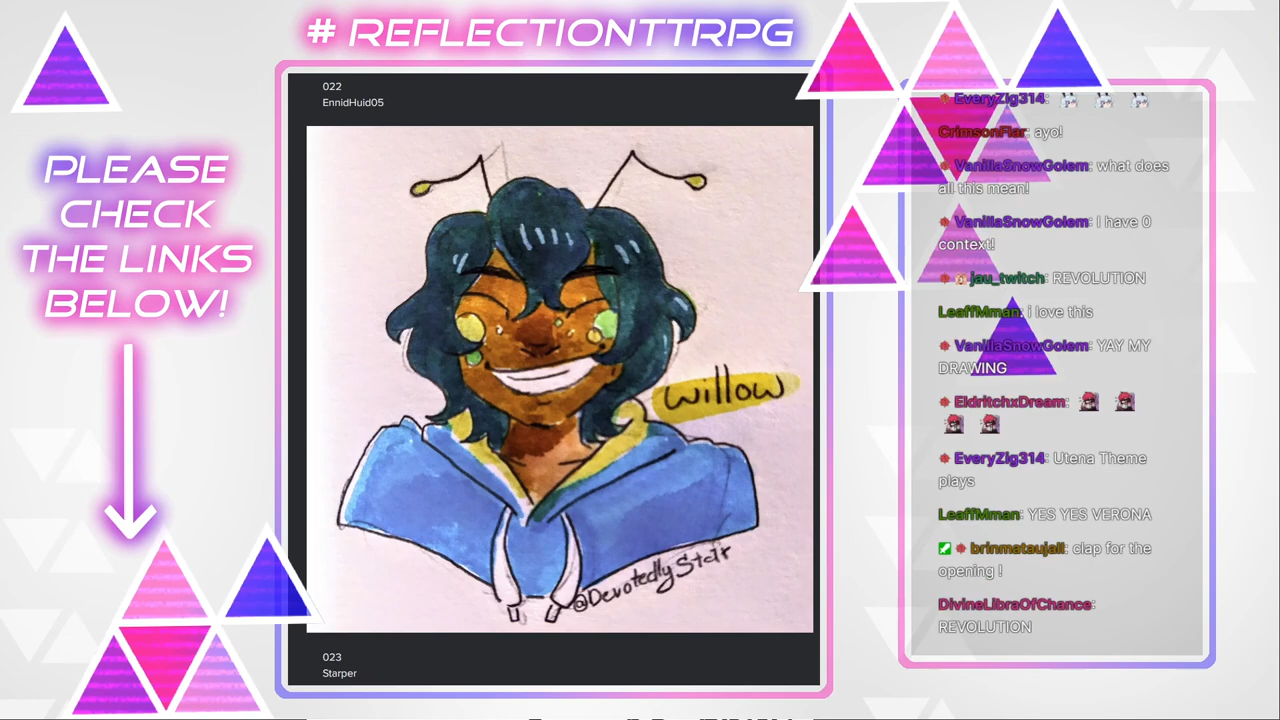 # REFLECTIONTTRPG
PLEASE
CHECK
THE LINKS
BELOW!
022
EnnidHuid05
willow
@DevotedlyStar
023
Starper
EveryZig314:
CrimsonFlar: ayo!
VanillaSnowGolem: what does
all this mean!
VanillaSnowGolem: I have 0
context!
jau_twitch: REVOLUTION
LeaffMman: i love this
VanillaSnowGolem: YAY MY
DRAWING
EldritchxDream:
EveryZig314: Utena Theme
plays
LeaffMman: YES YES VERONA
brinmataujali: clap for the
opening !
DivineLibraOfChance:
REVOLUTION